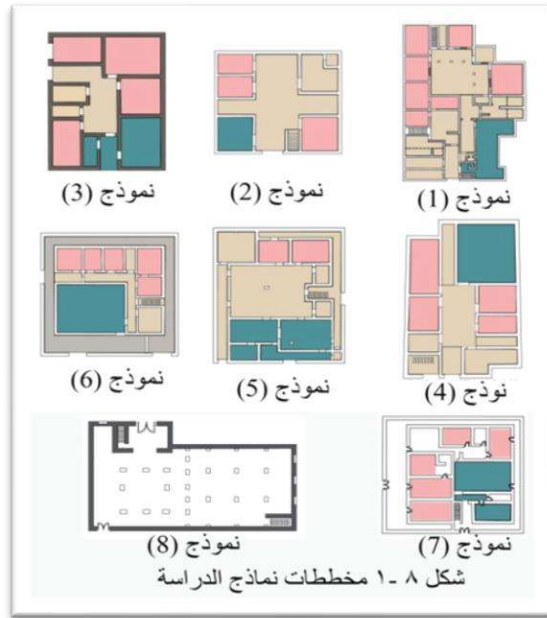 نموذج (1)
نموذج (2)
نموذج (3)
نوذج (4)
نموذج (5)
نموذج (6)
نموذج (7)
نموذج (8)
شكل ٨ -١ مخططات نماذج الدراسة